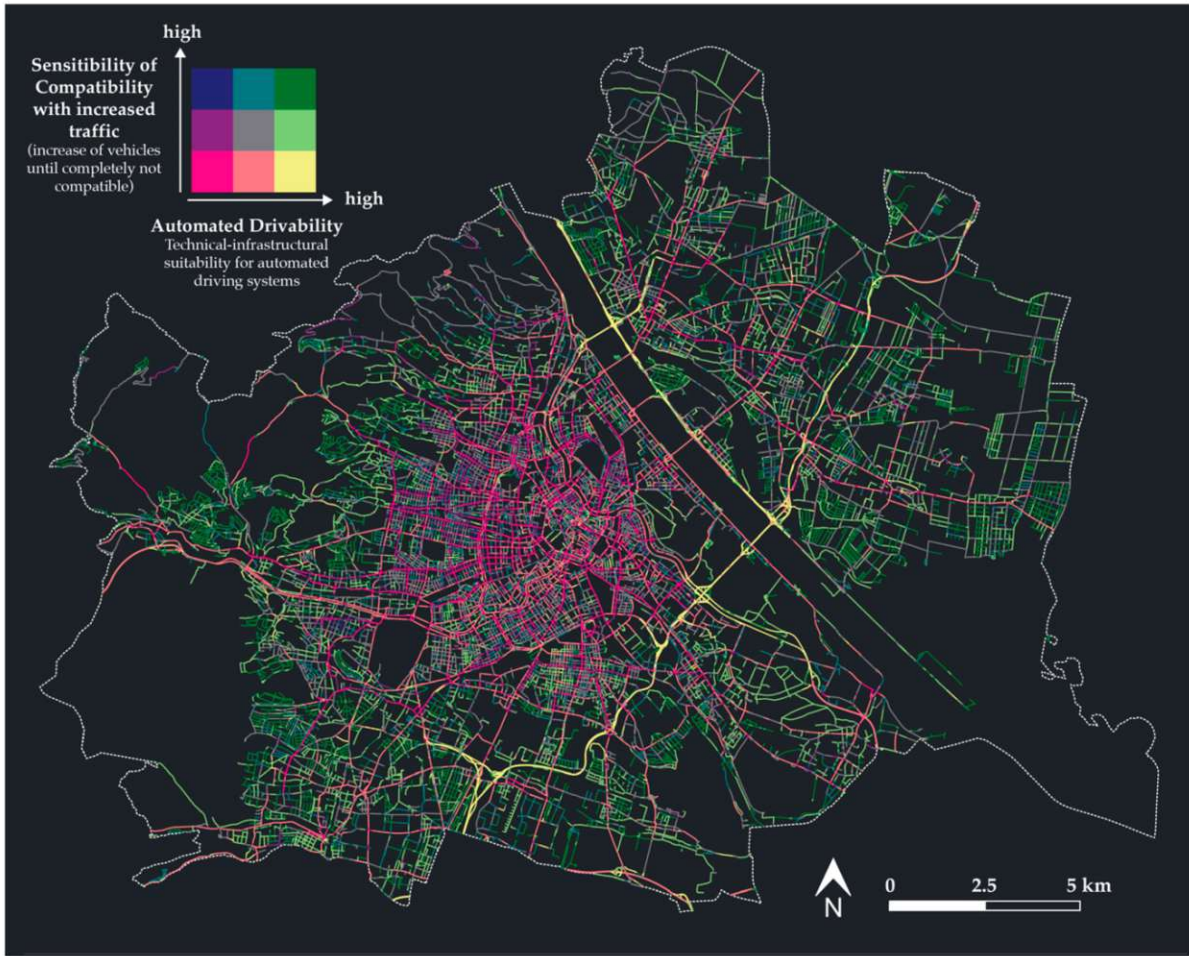 high
Sensitibility of
Compatibility
with increased
traffic
(increase of vehicles
until completely not
compatible)
high
Automated Drivability
Technical-infrastructural
suitability for automated
driving systems
N
0 2.5 5 km